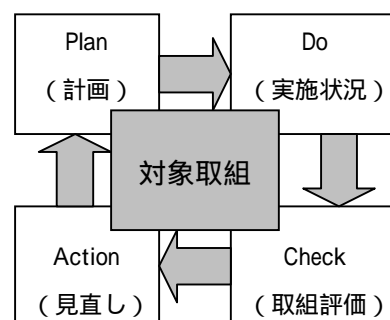 Plan
（計画）
Do
（実施状況）
対象取組
Action
（見直し）
Check
（取組評価）